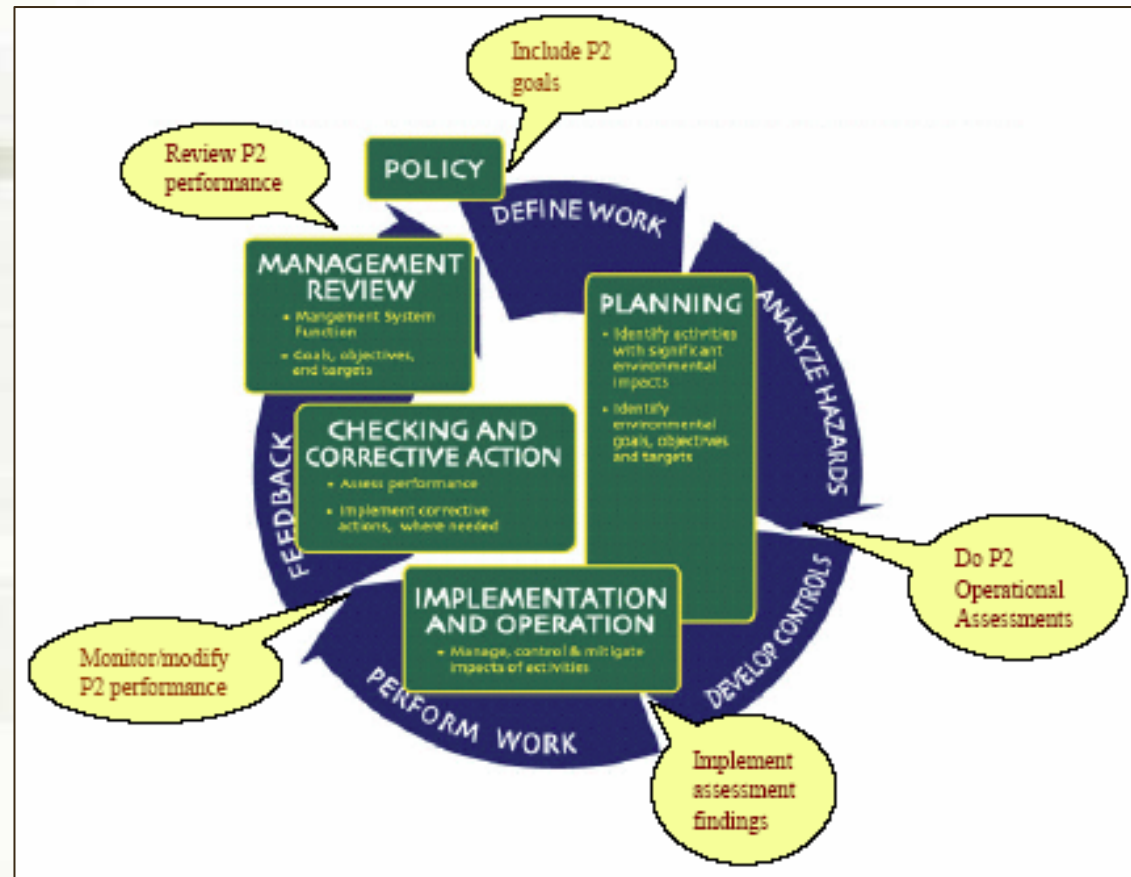 Include P2
goals
Review P2
performance
POLICY
DEFINE WORK
MANAGEMENT
REVIEW
• Mangement System
Function
• Goals, objectives,
and targets
PLANNING
• Identify activities
with significant
environmental
impacts
• Identify
environmental
goals, objectives
and targets
ANALYZE HAZARDS
CHECKING AND
CORRECTIVE ACTION
• Assess performance
• Implement corrective
actions, where needed
FEEDBACK
Do P2
Operational
Assessments
IMPLEMENTATION
AND OPERATION
• Manage, control & mitigate
impacts of activities
DEVELOP CONTROLS
Monitor/modify
P2 performance
PERFORM WORK
Implement
assessment
findings